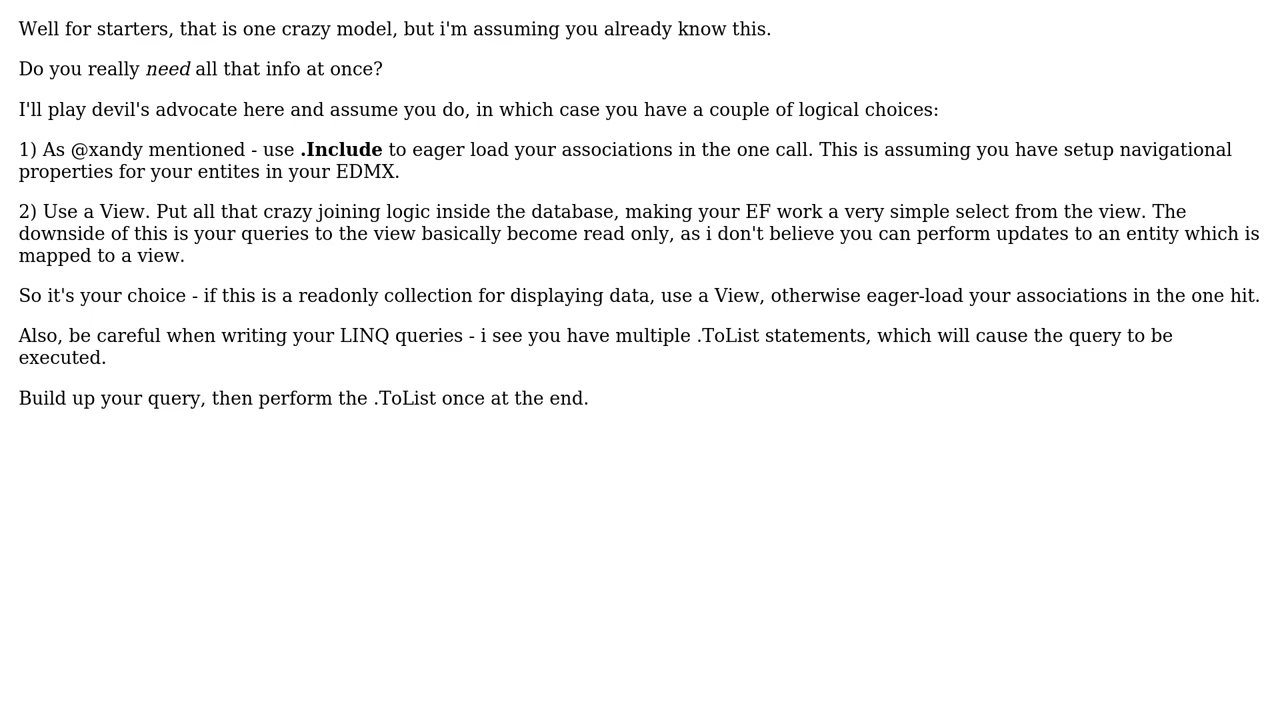 Well for starters, that is one crazy model, but i'm assuming you already know this.
Do you really need all that info at once?
I'll play devil's advocate here and assume you do, in which case you have a couple of logical choices:
1) As @xandy mentioned - use .Include to eager load your associations in the one call. This is assuming you have setup navigational
properties for your entites in your EDMX.
2) Use a View. Put all that crazy joining logic inside the database, making your EF work a very simple select from the view. The
downside of this is your queries to the view basically become read only, as i don't believe you can perform updates to an entity which is
mapped to a view.
So it's your choice - if this is a readonly collection for displaying data, use a View, otherwise eager-load your associations in the one hit.
Also, be careful when writing your LINQ queries - i see you have multiple .ToList statements, which will cause the query to be
executed.
Build up your query, then perform the .ToList once at the end.